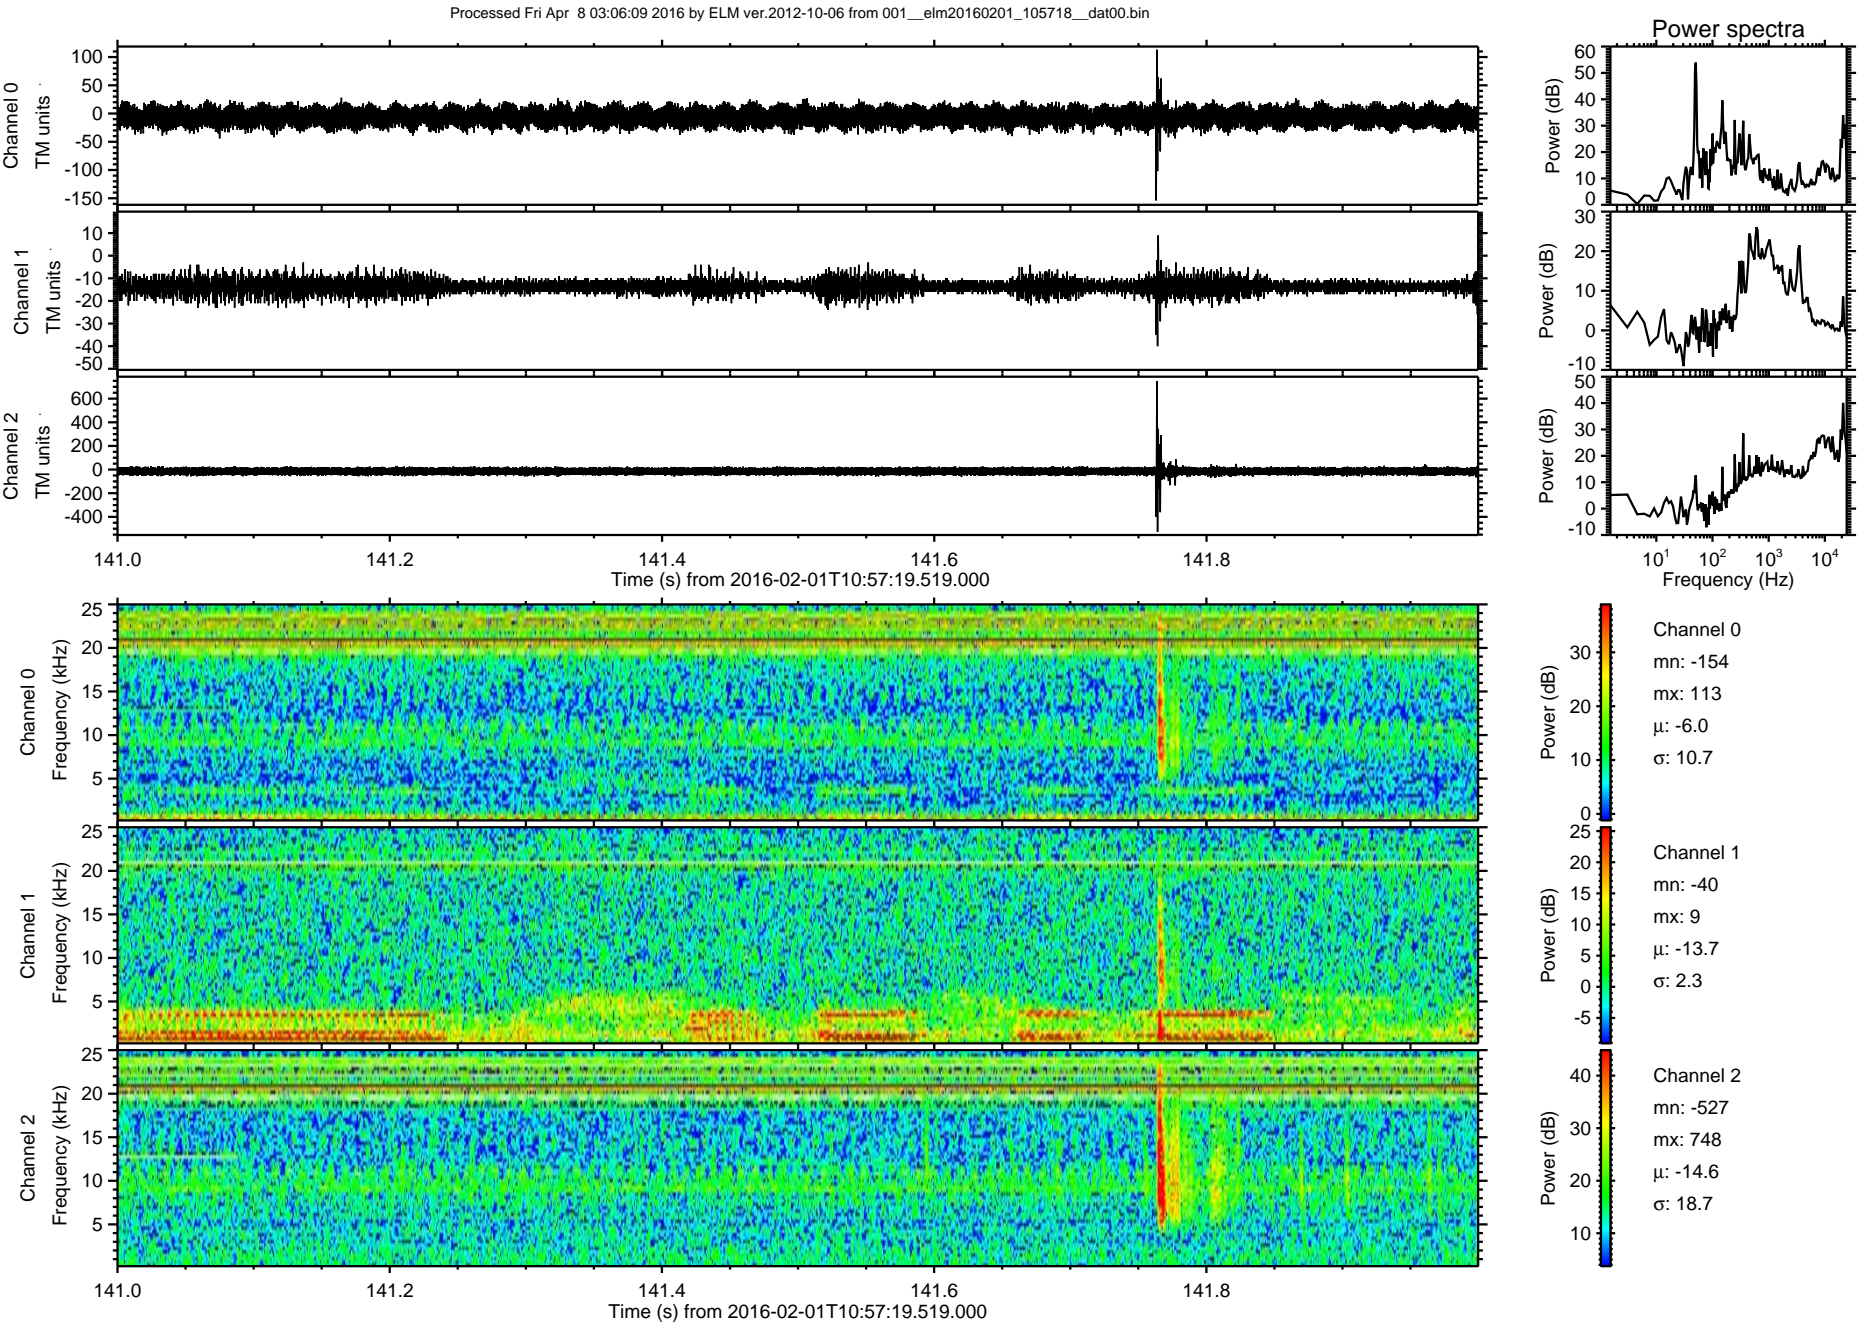 Processed Fri Apr  8 03:06:09 2016 by ELM ver.2012-10-06 from 001__elm20160201_105718__dat00.bin
Power spectra
Channel 0
TM units
100
50
0
-50
-100
-150
Power (dB)
60
50
40
30
20
10
0
Channel 1
TM units
10
0
-10
-20
-30
-40
-50
Power (dB)
30
20
10
0
-10
Channel 2
TM units
600
400
200
0
-200
-400
Power (dB)
50
40
30
20
10
0
-10
141.0 141.2 141.4 141.6 141.8
Time (s) from 2016-02-01T10:57:19.519.000
10¹ 10² 10³ 10⁴
Frequency (Hz)
Channel 0
Frequency (kHz)
25
20
15
10
5
Power (dB)
30
20
10
0
Channel 0
mn: -154
mx: 113
μ: -6.0
σ: 10.7
Channel 1
Frequency (kHz)
25
20
15
10
5
Power (dB)
25
20
15
10
5
0
-5
Channel 1
mn: -40
mx: 9
μ: -13.7
σ: 2.3
Channel 2
Frequency (kHz)
25
20
15
10
5
Power (dB)
40
30
20
10
Channel 2
mn: -527
mx: 748
μ: -14.6
σ: 18.7
141.0 141.2 141.4 141.6 141.8
Time (s) from 2016-02-01T10:57:19.519.000